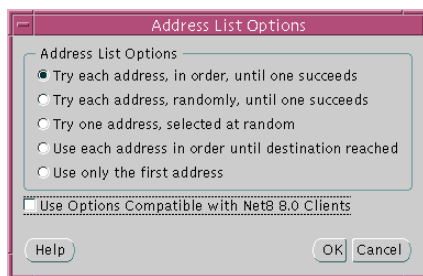 Address List Options
Address List Options
Try each address, in order, until one succeeds
Try each address, randomly, until one succeeds
Try one address, selected at random
Use each address in order until destination reached
Use only the first address
Use Options Compatible with Net8 8.0 Clients
Help OK Cancel